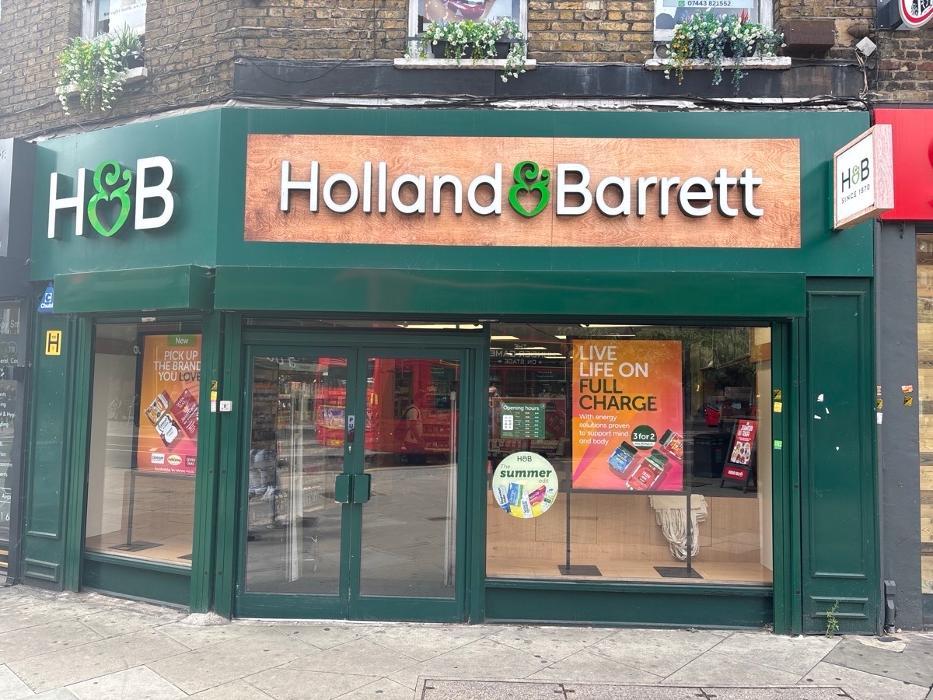 07443 821552
H&B
Holland & Barrett
H&B
SINCE 1870
Chubb
H
New
PICK UP
THE BRAND
YOU LOVE
LIVE
LIFE ON
FULL
CHARGE
With energy
solutions proven
to support mind
and body
3 for 2
Opening hours
H&B
The
summer
edit